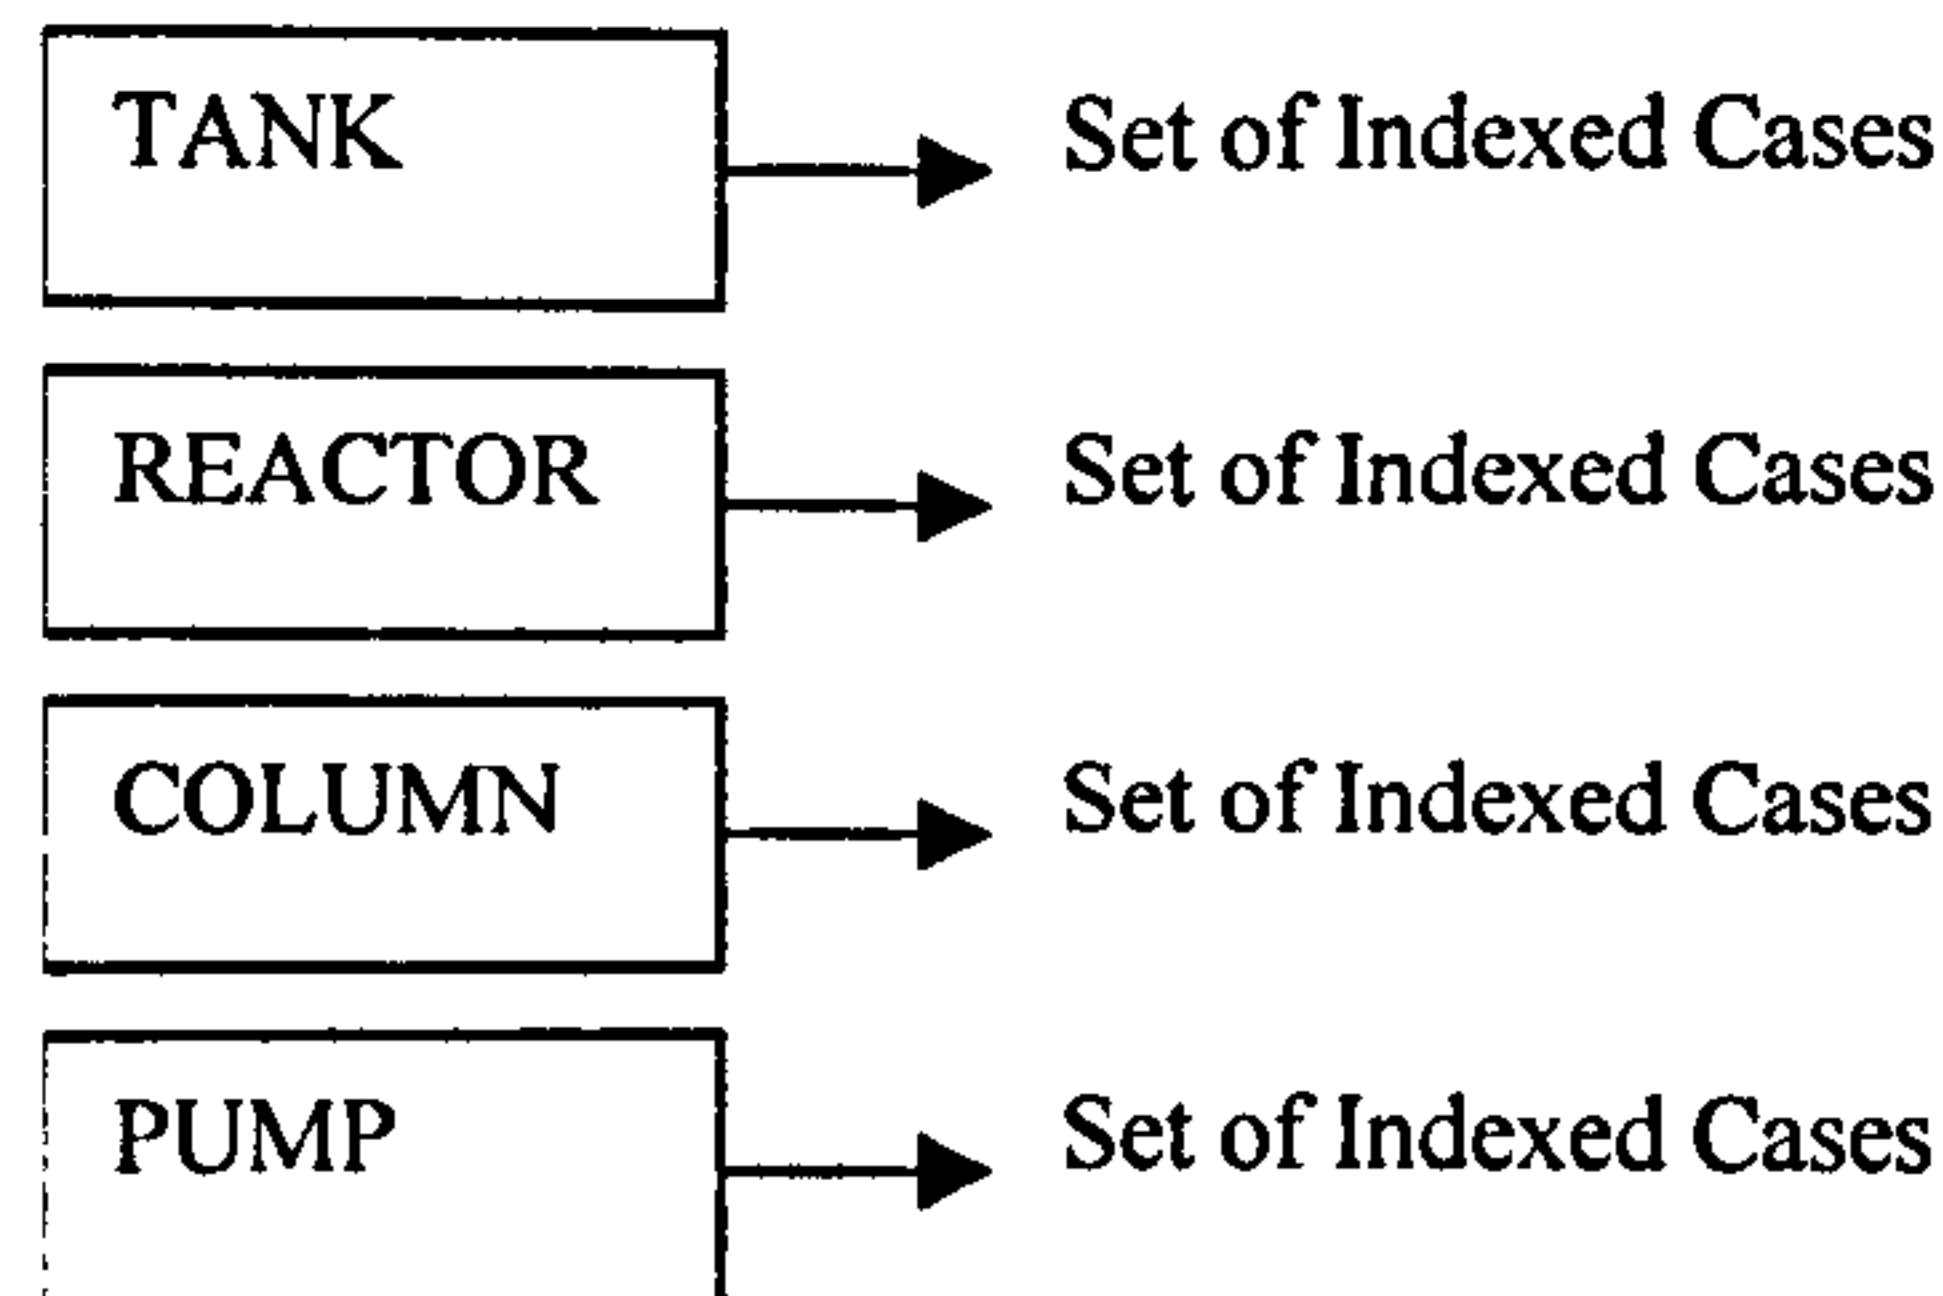 TANK
Set of Indexed Cases
REACTOR
Set of Indexed Cases
COLUMN
Set of Indexed Cases
PUMP
Set of Indexed Cases